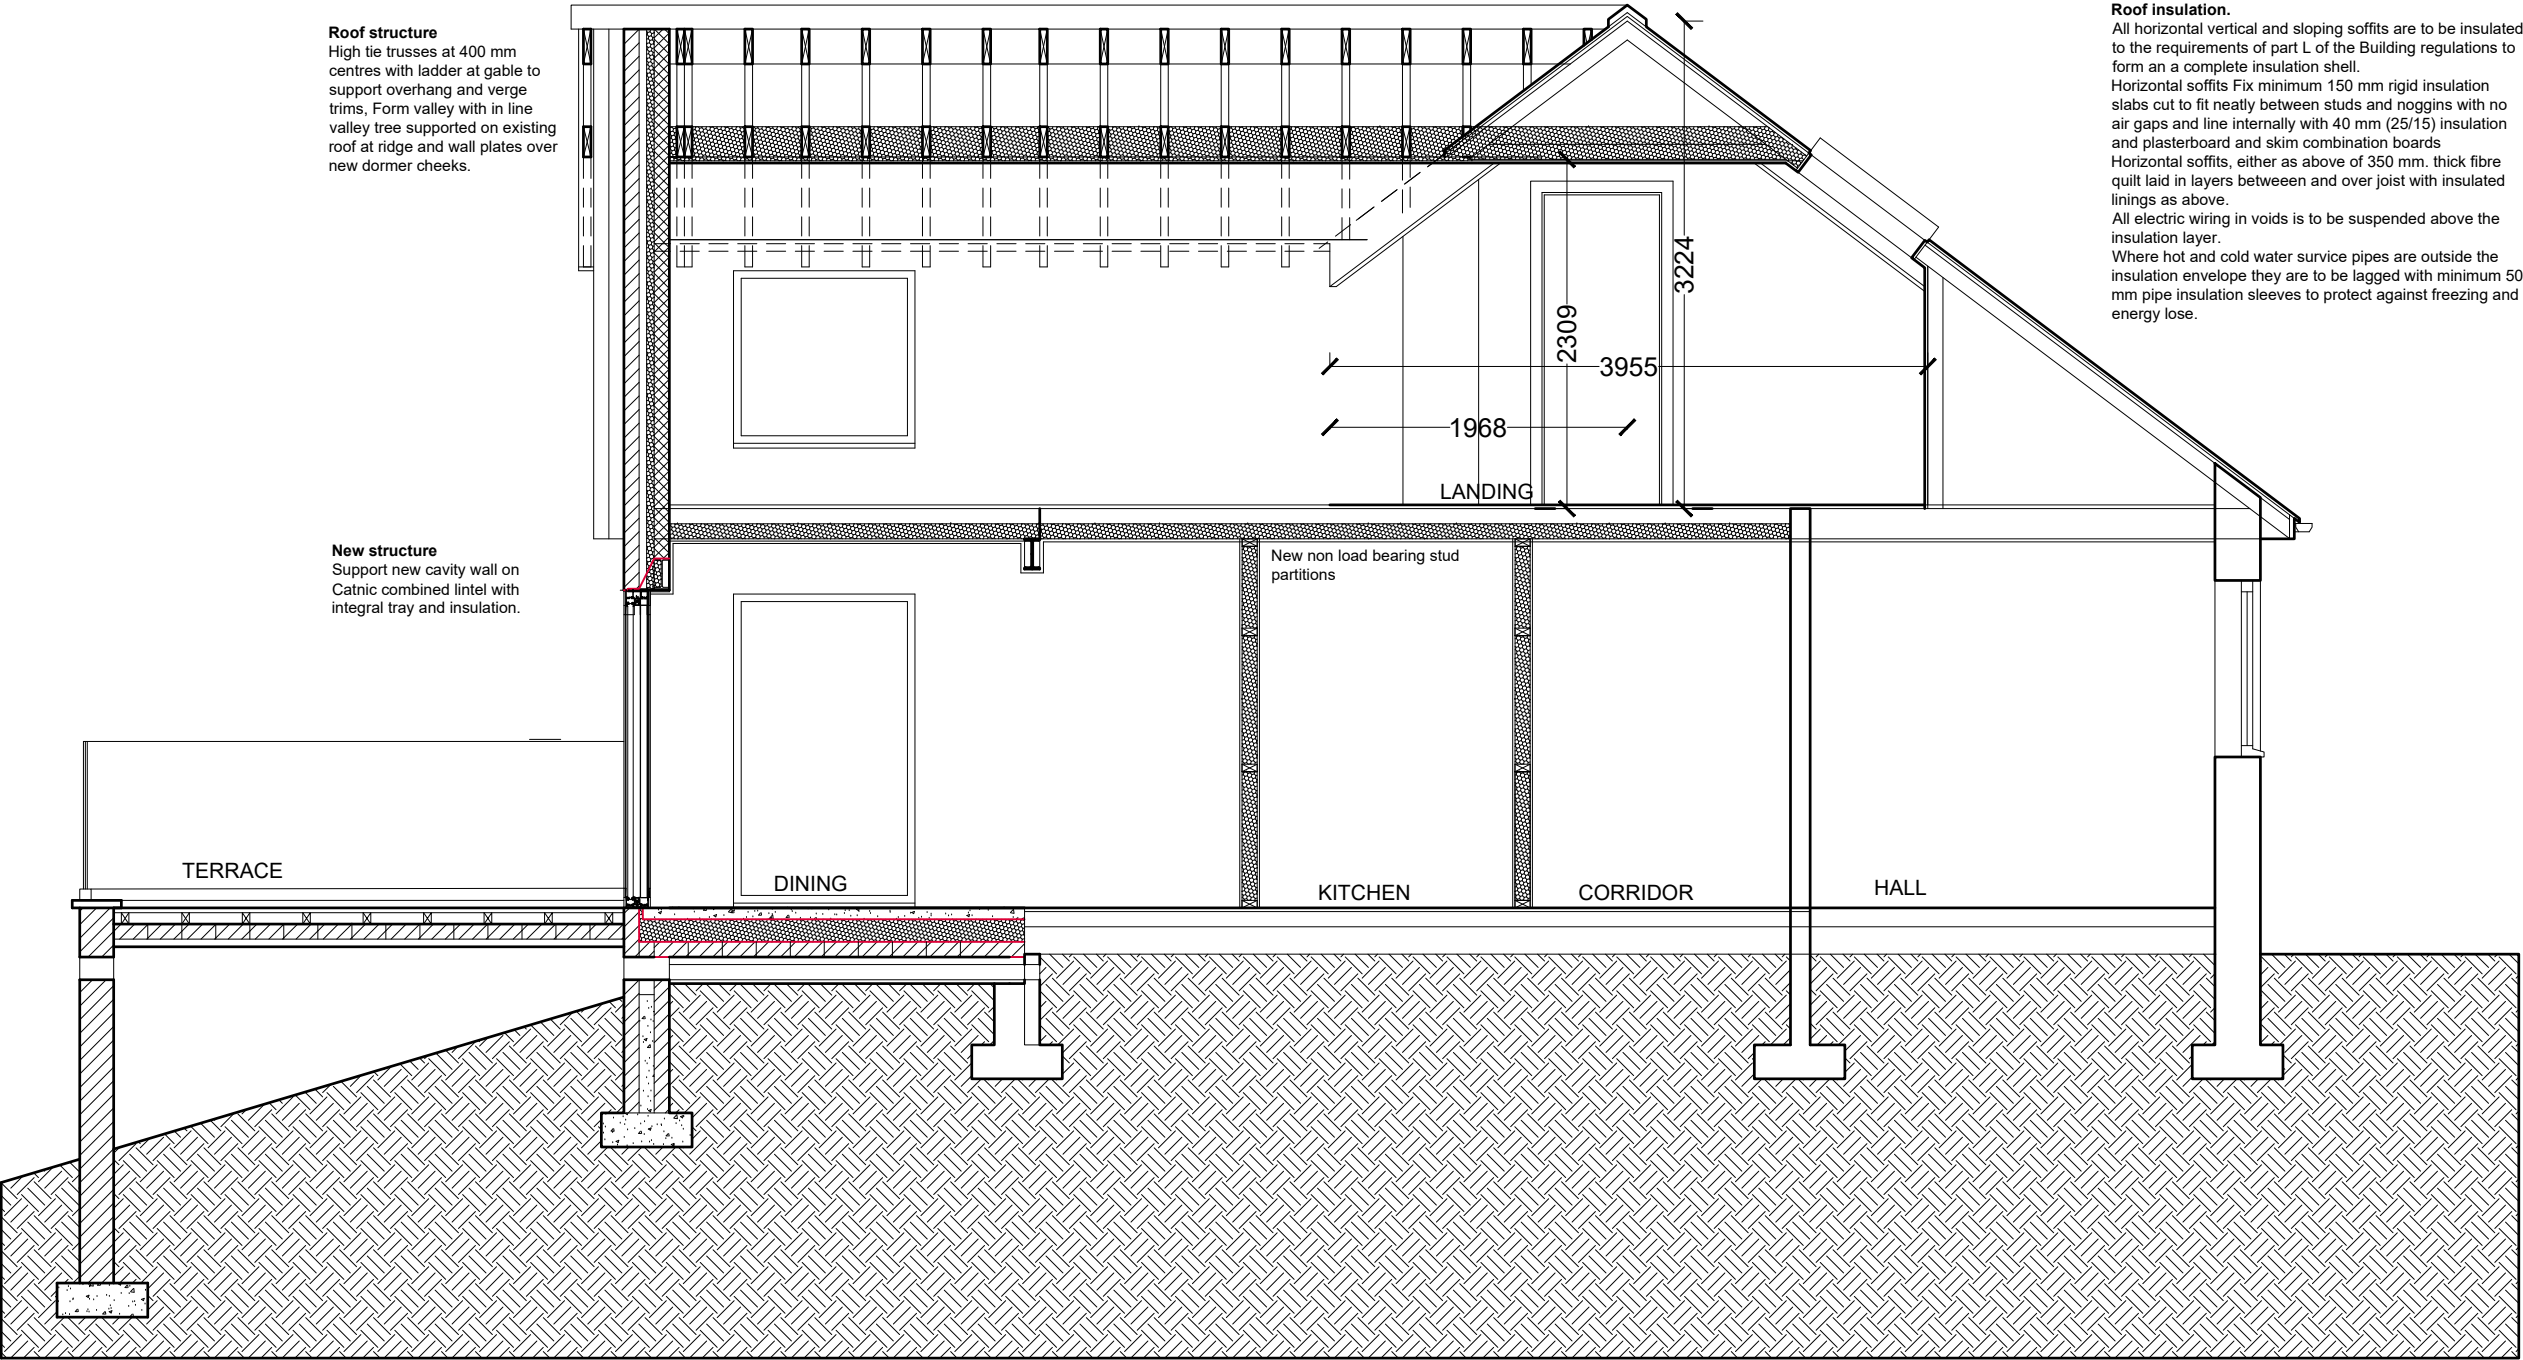 Roof structure
High tie trusses at 400 mm
centres with ladder at gable to
support overhang and verge
trims, Form valley with in line
valley tree supported on existing
roof at ridge and wall plates over
new dormer cheeks.
Roof insulation.
All horizontal vertical and sloping soffits are to be insulated
to the requirements of part L of the Building regulations to
form an a complete insulation shell.
Horizontal soffits Fix minimum 150 mm rigid insulation
slabs cut to fit neatly between studs and noggins with no
air gaps and line internally with 40 mm (25/15) insulation
and plasterboard and skim combination boards
Horizontal soffits, either as above of 350 mm. thick fibre
quilt laid in layers betweeen and over joist with insulated
linings as above.
All electric wiring in voids is to be suspended above the
insulation layer.
Where hot and cold water survice pipes are outside the
insulation envelope they are to be lagged with minimum 50
mm pipe insulation sleeves to protect against freezing and
energy lose.
3224
2309
3955
1968
LANDING
New structure
Support new cavity wall on
Catnic combined lintel with
integral tray and insulation.
New non load bearing stud
partitions
TERRACE
DINING
KITCHEN
CORRIDOR
HALL